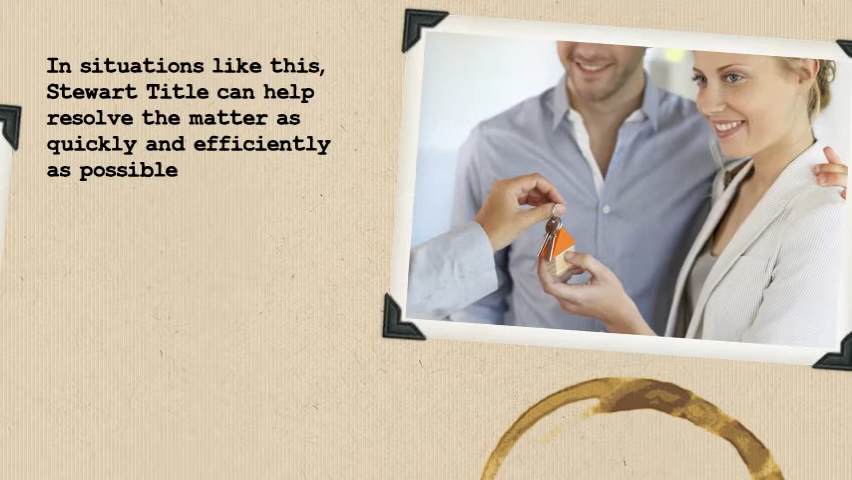 In situations like this,
Stewart Title can help
resolve the matter as
quickly and efficiently
as possible